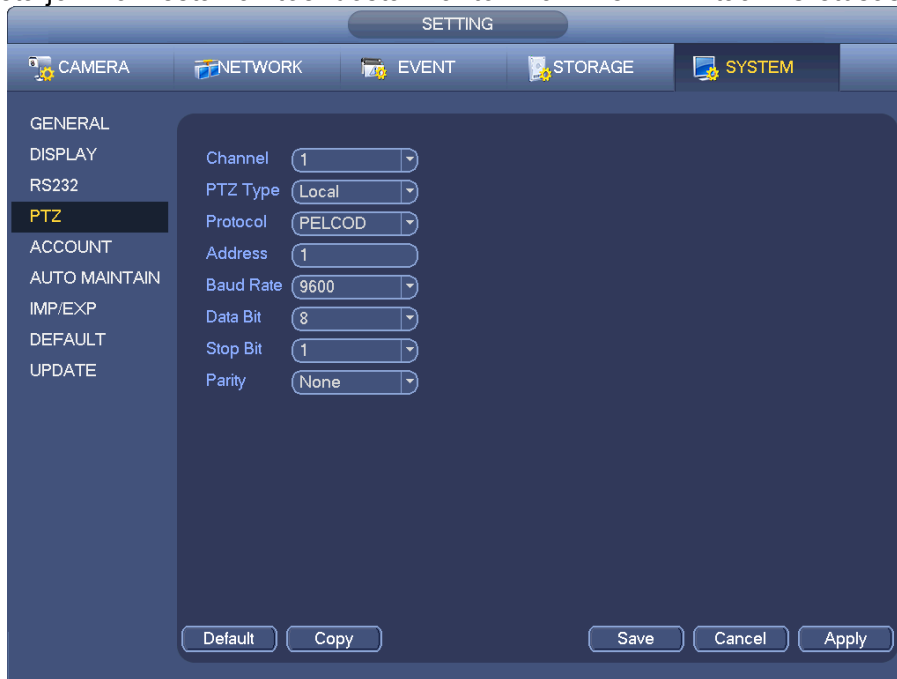 SETTING
CAMERA NETWORK EVENT STORAGE SYSTEM
GENERAL
DISPLAY
RS232
PTZ
ACCOUNT
AUTO MAINTAIN
IMP/EXP
DEFAULT
UPDATE
Channel 1
PTZ Type Local
Protocol PELCOD
Address 1
Baud Rate 9600
Data Bit 8
Stop Bit 1
Parity None
Default Copy Save Cancel Apply